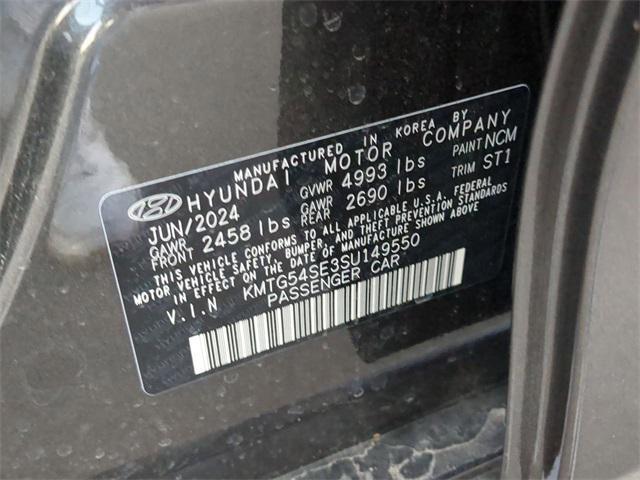 MANUFACTURED IN KOREA BY
HYUNDAI MOTOR COMPANY
JUN/2024 GVWR 4993 lbs PAINT NCM
GAWR FRONT 2458 lbs GAWR REAR 2690 lbs TRIM ST1
THIS VEHICLE CONFORMS TO ALL APPLICABLE U.S.A. FEDERAL
MOTOR VEHICLE SAFETY, BUMPER, AND THEFT PREVENTION STANDARDS
IN EFFECT ON THE DATE OF MANUFACTURE SHOWN ABOVE
V.I.N KMTG54SE3SU149550
PASSENGER CAR